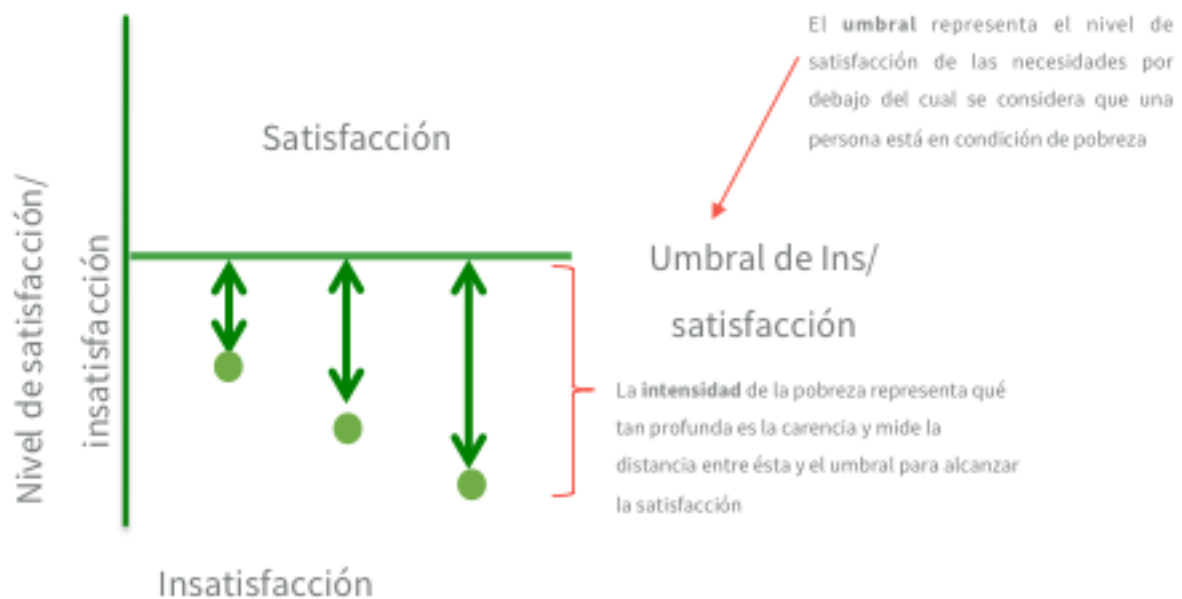 El umbral representa el nivel de
satisfacción de las necesidades por
debajo del cual se considera que una
persona está en condición de pobreza
Satisfacción
Nivel de satisfacción/
insatisfacción
Umbral de Ins/
satisfacción
La intensidad de la pobreza representa qué
tan profunda es la carencia y mide la
distancia entre ésta y el umbral para alcanzar
la satisfacción
Insatisfacción